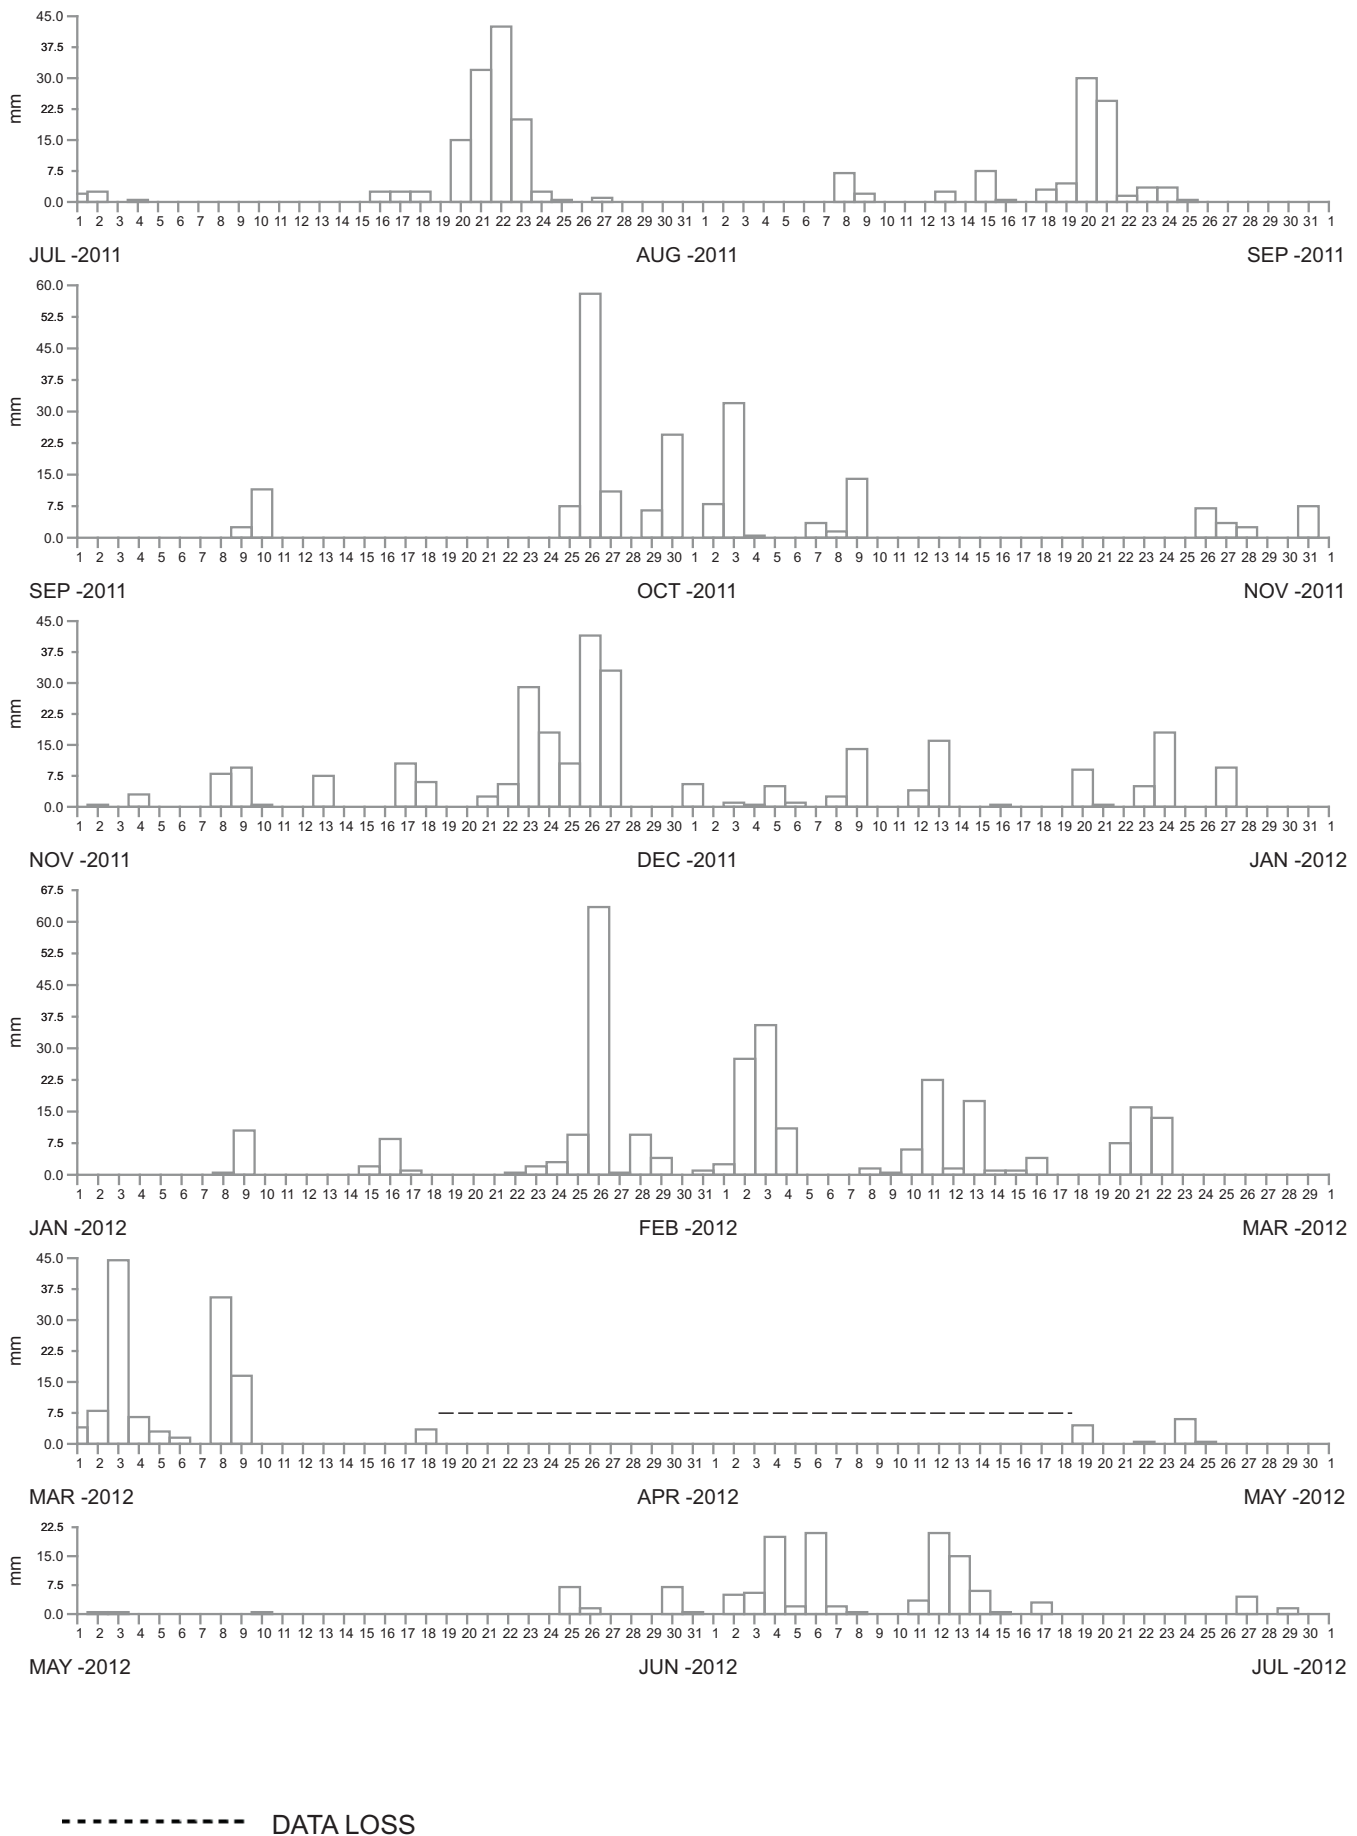 45.0
37.5
30.0
22.5
15.0
7.5
0.0
mm
1 2 3 4 5 6 7 8 9 10 11 12 13 14 15 16 17 18 19 20 21 22 23 24 25 26 27 28 29 30 31 1 2 3 4 5 6 7 8 9 10 11 12 13 14 15 16 17 18 19 20 21 22 23 24 25 26 27 28 29 30 31 1
JUL -2011 AUG -2011 SEP -2011
60.0
52.5
45.0
37.5
30.0
22.5
15.0
7.5
0.0
mm
1 2 3 4 5 6 7 8 9 10 11 12 13 14 15 16 17 18 19 20 21 22 23 24 25 26 27 28 29 30 1 2 3 4 5 6 7 8 9 10 11 12 13 14 15 16 17 18 19 20 21 22 23 24 25 26 27 28 29 30 31 1
SEP -2011 OCT -2011 NOV -2011
45.0
37.5
30.0
22.5
15.0
7.5
0.0
mm
1 2 3 4 5 6 7 8 9 10 11 12 13 14 15 16 17 18 19 20 21 22 23 24 25 26 27 28 29 30 1 2 3 4 5 6 7 8 9 10 11 12 13 14 15 16 17 18 19 20 21 22 23 24 25 26 27 28 29 30 31 1
NOV -2011 DEC -2011 JAN -2012
67.5
60.0
52.5
45.0
37.5
30.0
22.5
15.0
7.5
0.0
mm
1 2 3 4 5 6 7 8 9 10 11 12 13 14 15 16 17 18 19 20 21 22 23 24 25 26 27 28 29 30 31 1 2 3 4 5 6 7 8 9 10 11 12 13 14 15 16 17 18 19 20 21 22 23 24 25 26 27 28 29 1
JAN -2012 FEB -2012 MAR -2012
45.0
37.5
30.0
22.5
15.0
7.5
0.0
mm
1 2 3 4 5 6 7 8 9 10 11 12 13 14 15 16 17 18 19 20 21 22 23 24 25 26 27 28 29 30 31 1 2 3 4 5 6 7 8 9 10 11 12 13 14 15 16 17 18 19 20 21 22 23 24 25 26 27 28 29 30 1
MAR -2012 APR -2012 MAY -2012
22.5
15.0
7.5
0.0
mm
1 2 3 4 5 6 7 8 9 10 11 12 13 14 15 16 17 18 19 20 21 22 23 24 25 26 27 28 29 30 31 1 2 3 4 5 6 7 8 9 10 11 12 13 14 15 16 17 18 19 20 21 22 23 24 25 26 27 28 29 30 1
MAY -2012 JUN -2012 JUL -2012
DATA LOSS